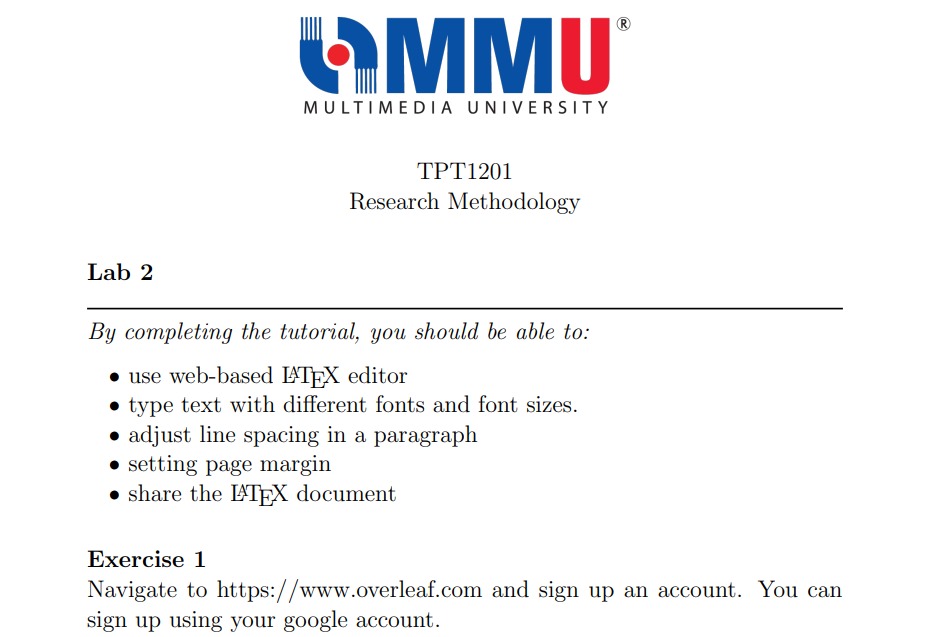 MMU®
MULTIMEDIA UNIVERSITY
TPT1201
Research Methodology
Lab 2
By completing the tutorial, you should be able to:
• use web-based LATEX editor
• type text with different fonts and font sizes.
• adjust line spacing in a paragraph
• setting page margin
• share the LATEX document
Exercise 1
Navigate to https://www.overleaf.com and sign up an account. You can
sign up using your google account.